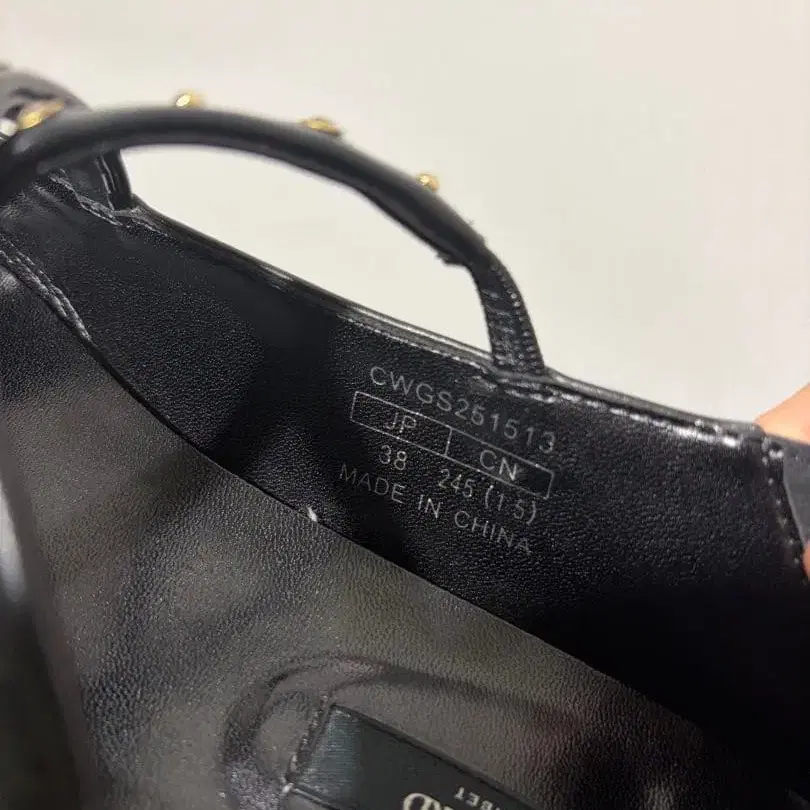 CWGS251513
JP CN
38 245 (1.5)
MADE IN CHINA